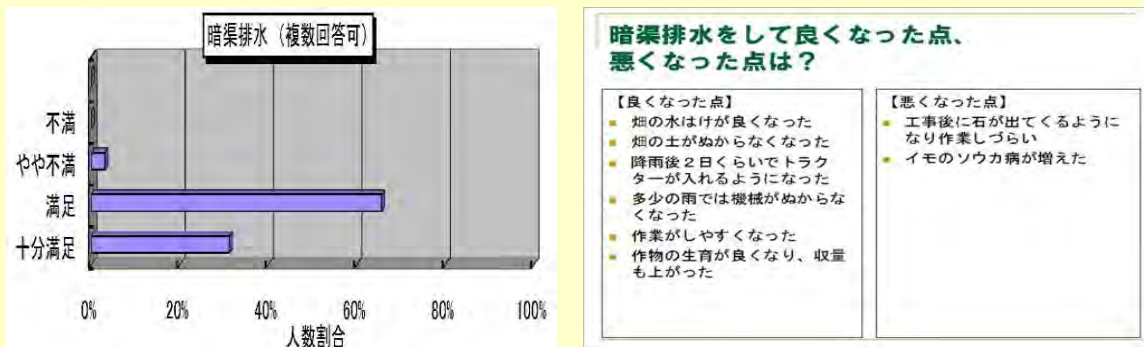 暗渠排水（複数回答可）
不満
やや不満
満足
十分満足
0%
20%
40%
60%
80%
100%
人数割合
暗渠排水をして良くなった点、
悪くなった点は？
【良くなった点】
畑の水はけが良くなった
畑の土がぬからなくなった
降雨後２日くらいでトラク
ターが入れるようになった
多少の雨では機械がぬからな
くなった
作業がしやすくなった
作物の生育が良くなり、収量
も上がった
【悪くなった点】
工事後に石が出てくるように
なり作業しづらい
イモのソウカ病が増えた